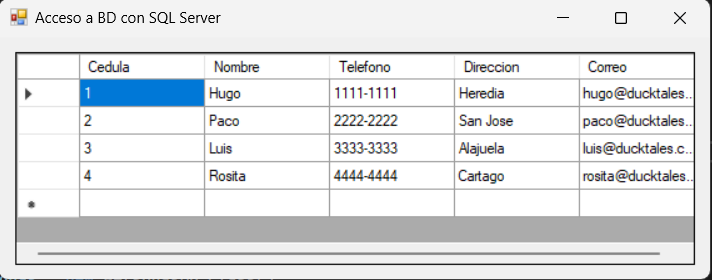 Acceso a BD con SQL Server
Cedula Nombre Telefono Direccion Correo
1 Hugo 1111-1111 Heredia hugo@ducktales...
2 Paco 2222-2222 San Jose paco@ducktales...
3 Luis 3333-3333 Alajuela luis@ducktales.c...
4 Rosita 4444-4444 Cartago rosita@ducktales...